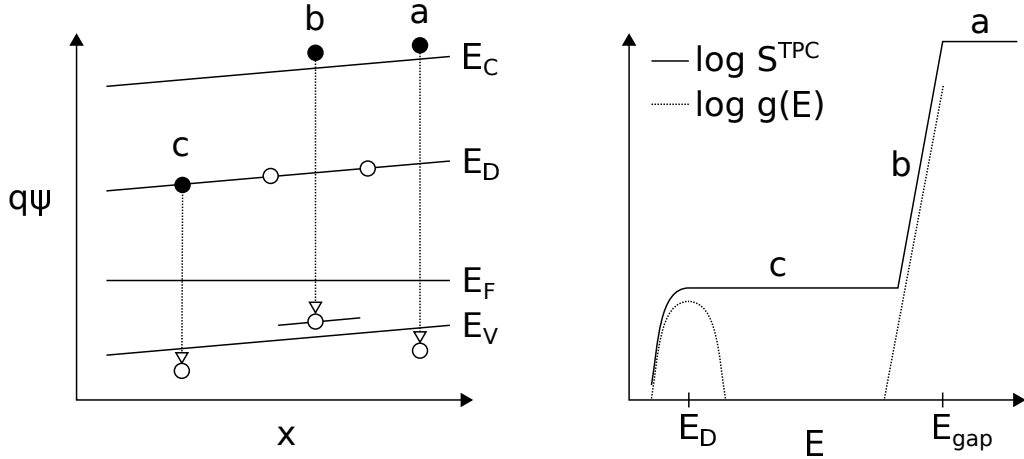 b
a
E_C
c
E_D
qψ
E_F
E_V
x
a
log S^TPC
log g(E)
b
c
E_D
E
E_gap